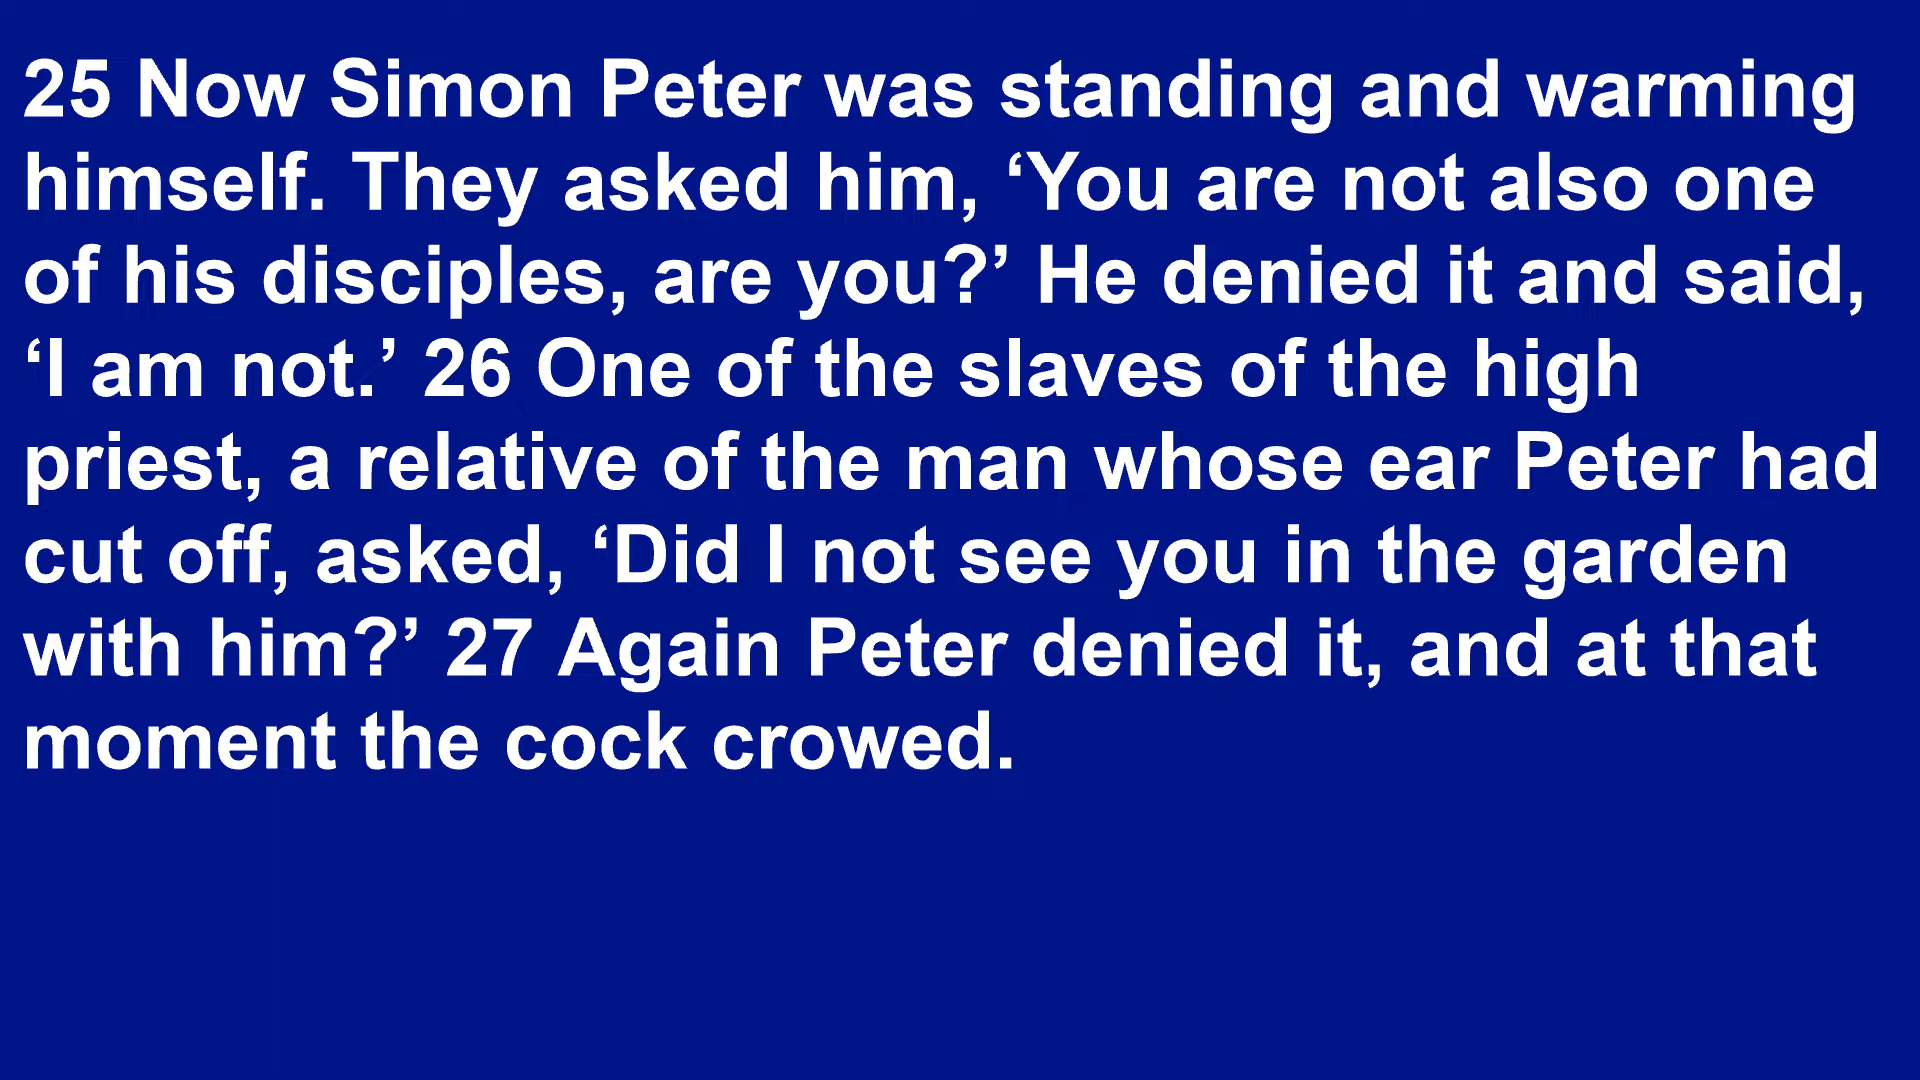 25 Now Simon Peter was standing and warming
himself. They asked him, ‘You are not also one
of his disciples, are you?’ He denied it and said,
‘I am not.’ 26 One of the slaves of the high
priest, a relative of the man whose ear Peter had
cut off, asked, ‘Did I not see you in the garden
with him?’ 27 Again Peter denied it, and at that
moment the cock crowed.